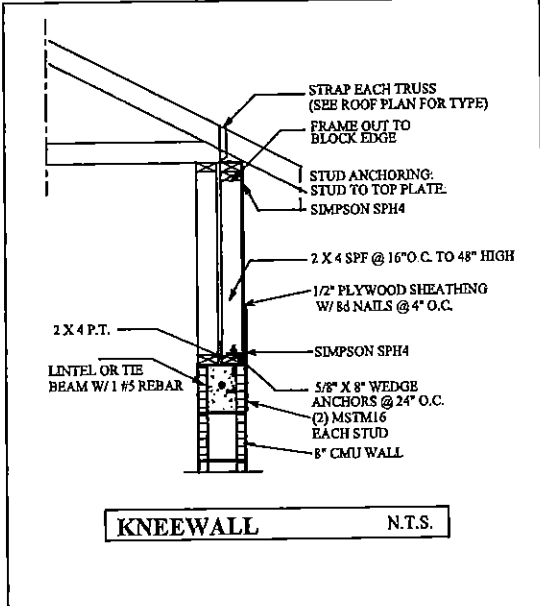 STRAP EACH TRUSS
(SEE ROOF PLAN FOR TYPE)
FRAME OUT TO
BLOCK EDGE
STUD ANCHORING:
STUD TO TOP PLATE:
SIMPSON SPH4
2 X 4 SPF @ 16"O.C. TO 48" HIGH
1/2" PLYWOOD SHEATHING
W/ 8d NAILS @ 4" O.C.
2 X 4 P.T.
SIMPSON SPH4
LINTEL OR TIE
BEAM W/ 1 #5 REBAR
5/8" X 8" WEDGE
ANCHORS @ 24" O.C.
(2) MSTM16
EACH STUD
8" CMU WALL
KNEEWALL N.T.S.